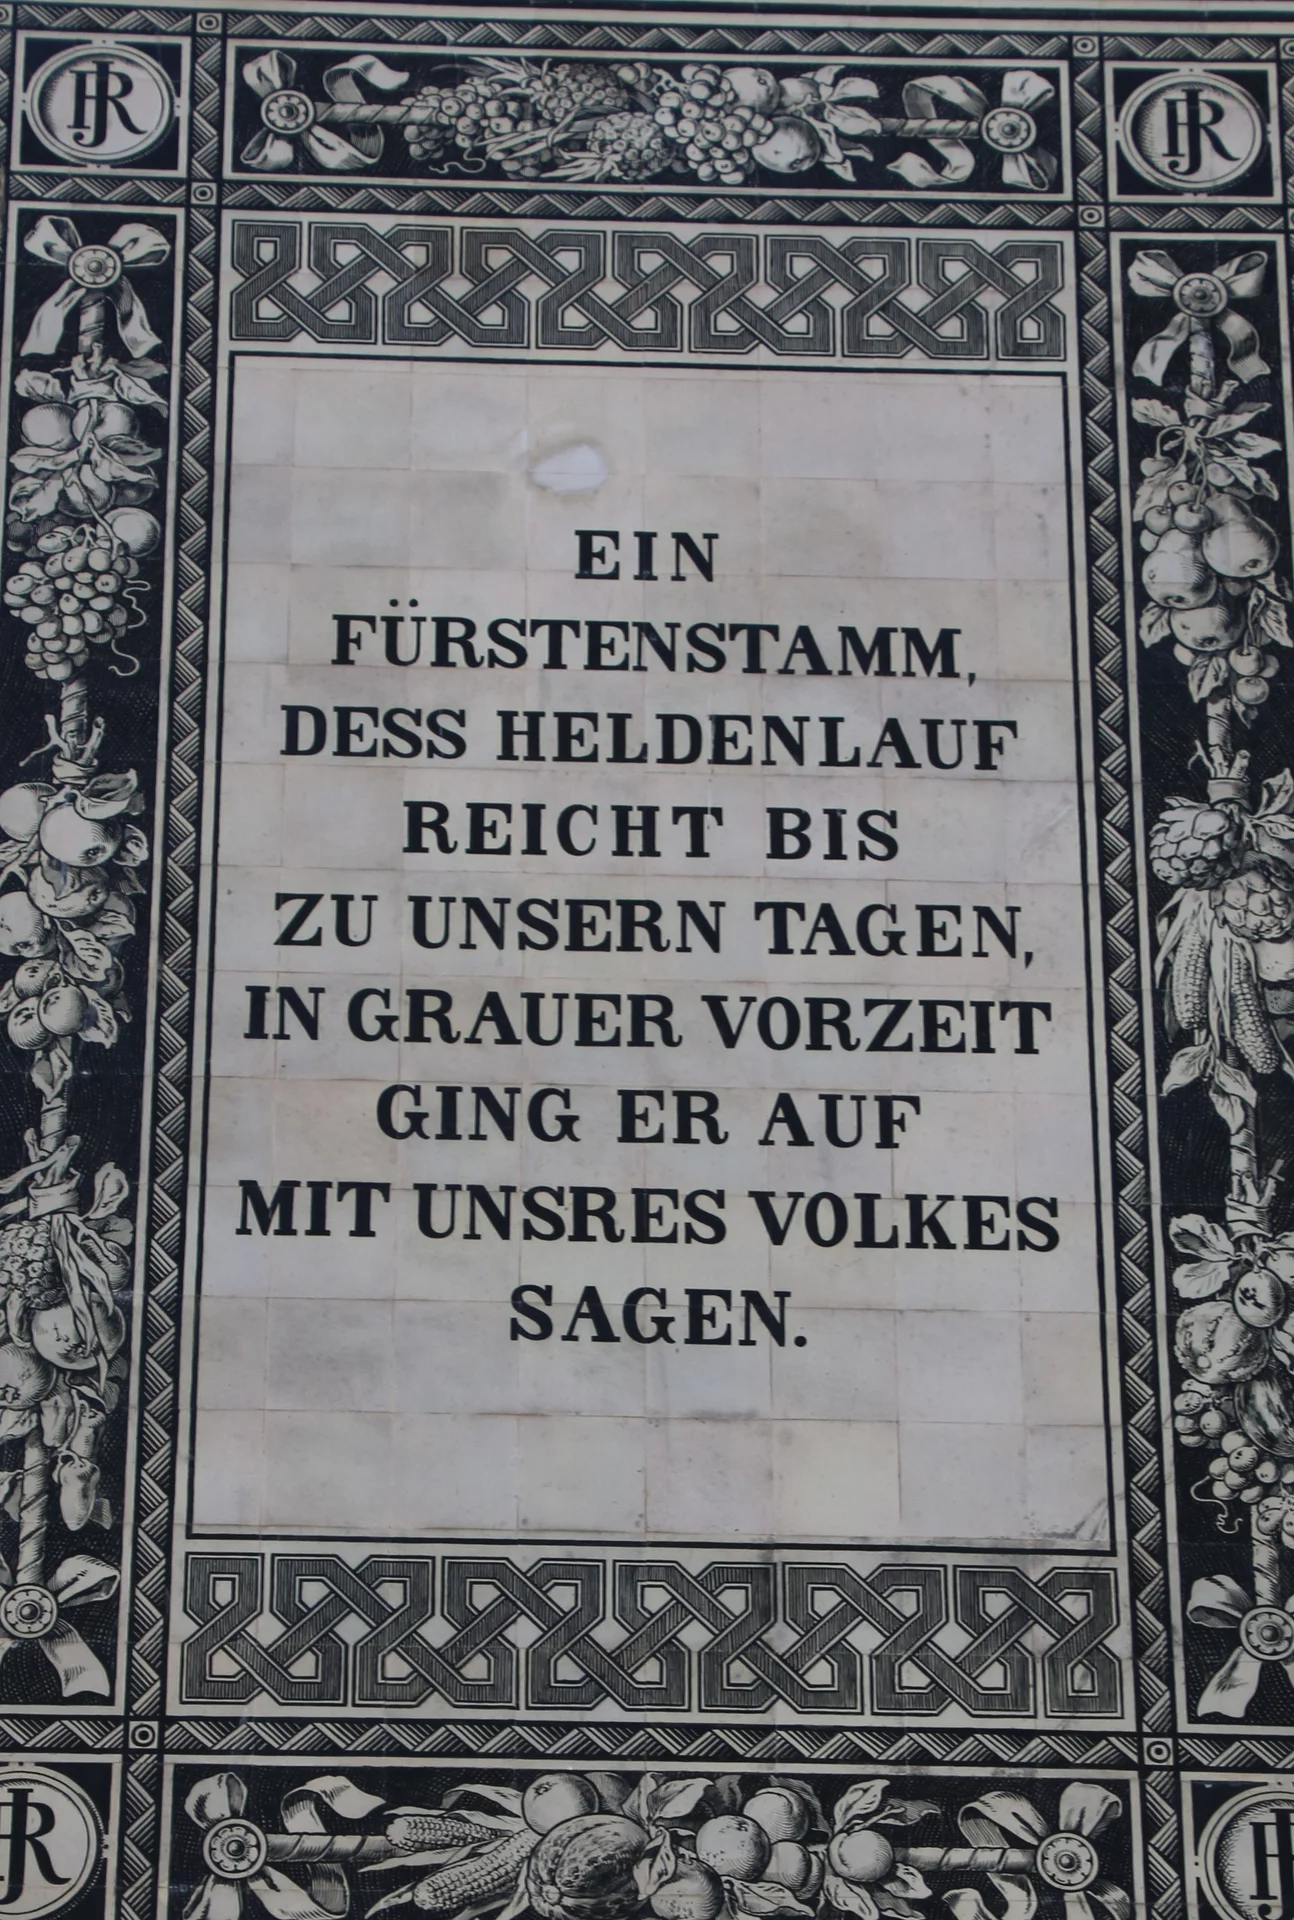 EIN
FÜRSTENSTAMM,
DESS HELDENLAUF
REICHT BIS
ZU UNSERN TAGEN,
IN GRAUER VORZEIT
GING ER AUF
MIT UNSRES VOLKES
SAGEN.